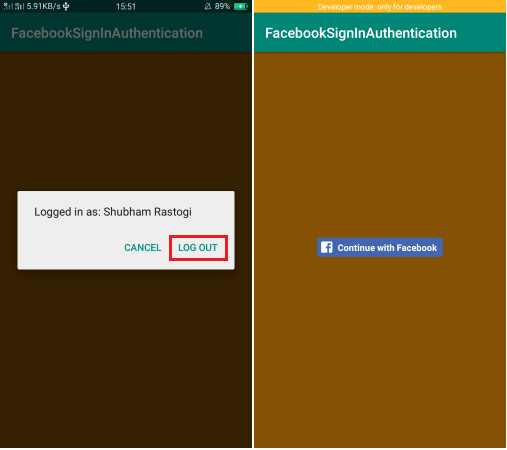 5.91KB/s 15:51 89%
FacebookSignInAuthentication
Logged in as: Shubham Rastogi
CANCEL LOG OUT
Developer mode: only for developers
FacebookSignInAuthentication
Continue with Facebook